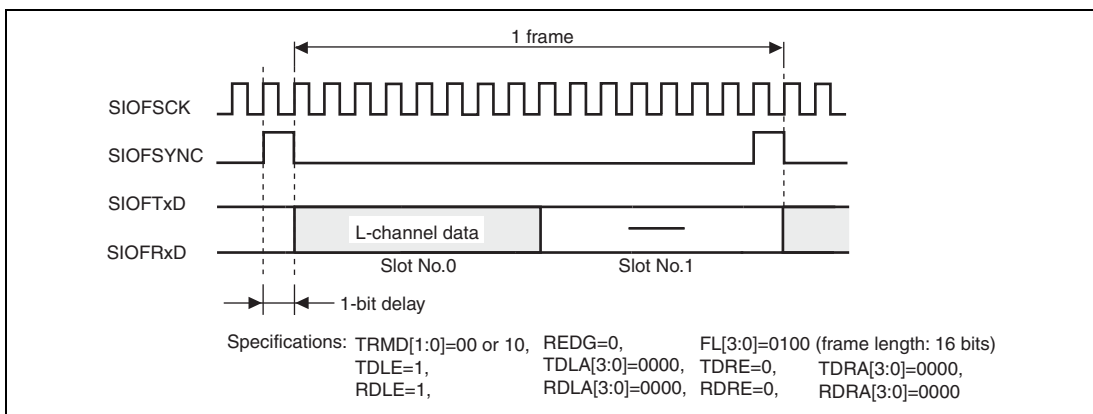 1 frame
SIOFSCK
SIOFSYNC
SIOFTxD
SIOFRxD
L-channel data
Slot No.0
Slot No.1
1-bit delay
Specifications: TRMD[1:0]=00 or 10, REDG=0, FL[3:0]=0100 (frame length: 16 bits)
TDLE=1, TDLA[3:0]=0000, TDRE=0, TDRA[3:0]=0000,
RDLE=1, RDLA[3:0]=0000, RDRE=0, RDRA[3:0]=0000